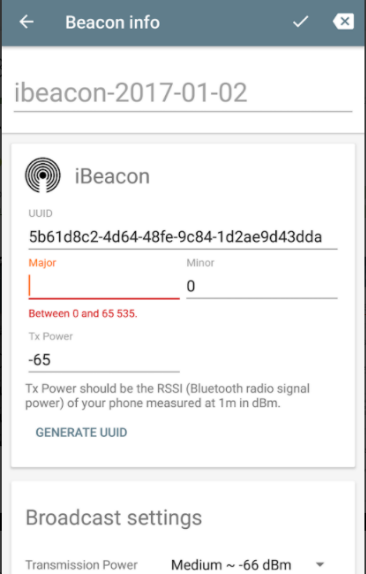 Beacon info
ibeacon-2017-01-02
iBeacon
UUID
5b61d8c2-4d64-48fe-9c84-1d2ae9d43dda
Major Minor
0
Between 0 and 65 535.
Tx Power
-65
Tx Power should be the RSSI (Bluetooth radio signal
power) of your phone measured at 1m in dBm.
GENERATE UUID
Broadcast settings
Transmission Power Medium ~ -66 dBm